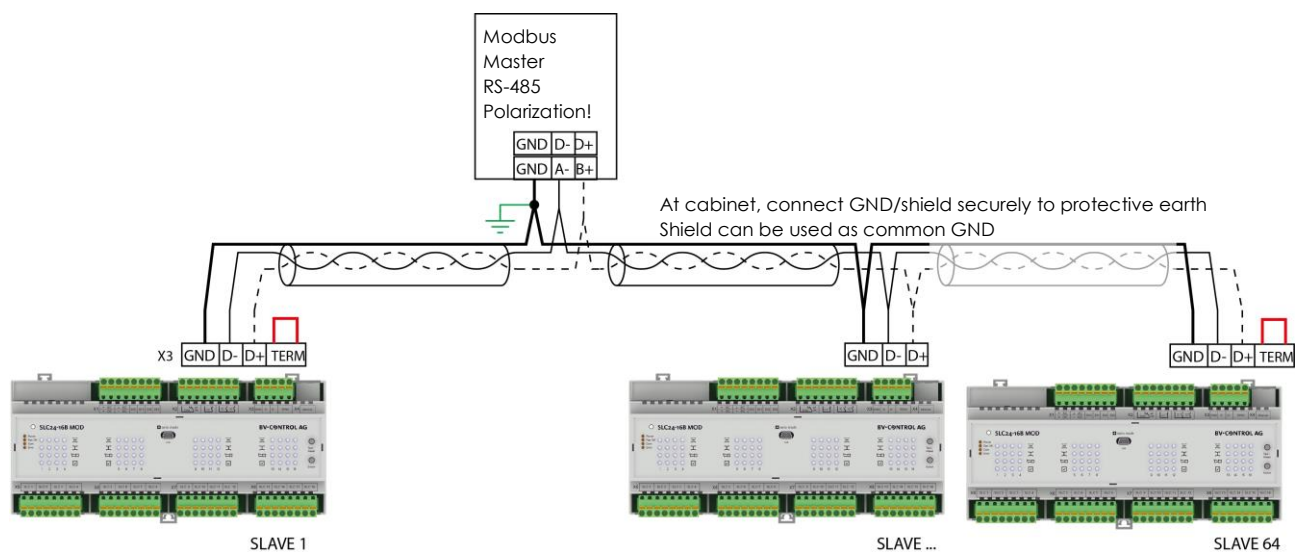 Modbus
Master
RS-485
Polarization!
GND D- D+
GND A- B+
At cabinet, connect GND/shield securely to protective earth
Shield can be used as common GND
X3 GND D- D+ TERM
GND D- D+
GND D- D+ TERM
SLC24-16B MOD BV-CONTROL AG
SLC24-16B MOD BV-CONTROL AG
SLC24-16B MOD BV-CONTROL AG
SLAVE 1
SLAVE ...
SLAVE 64